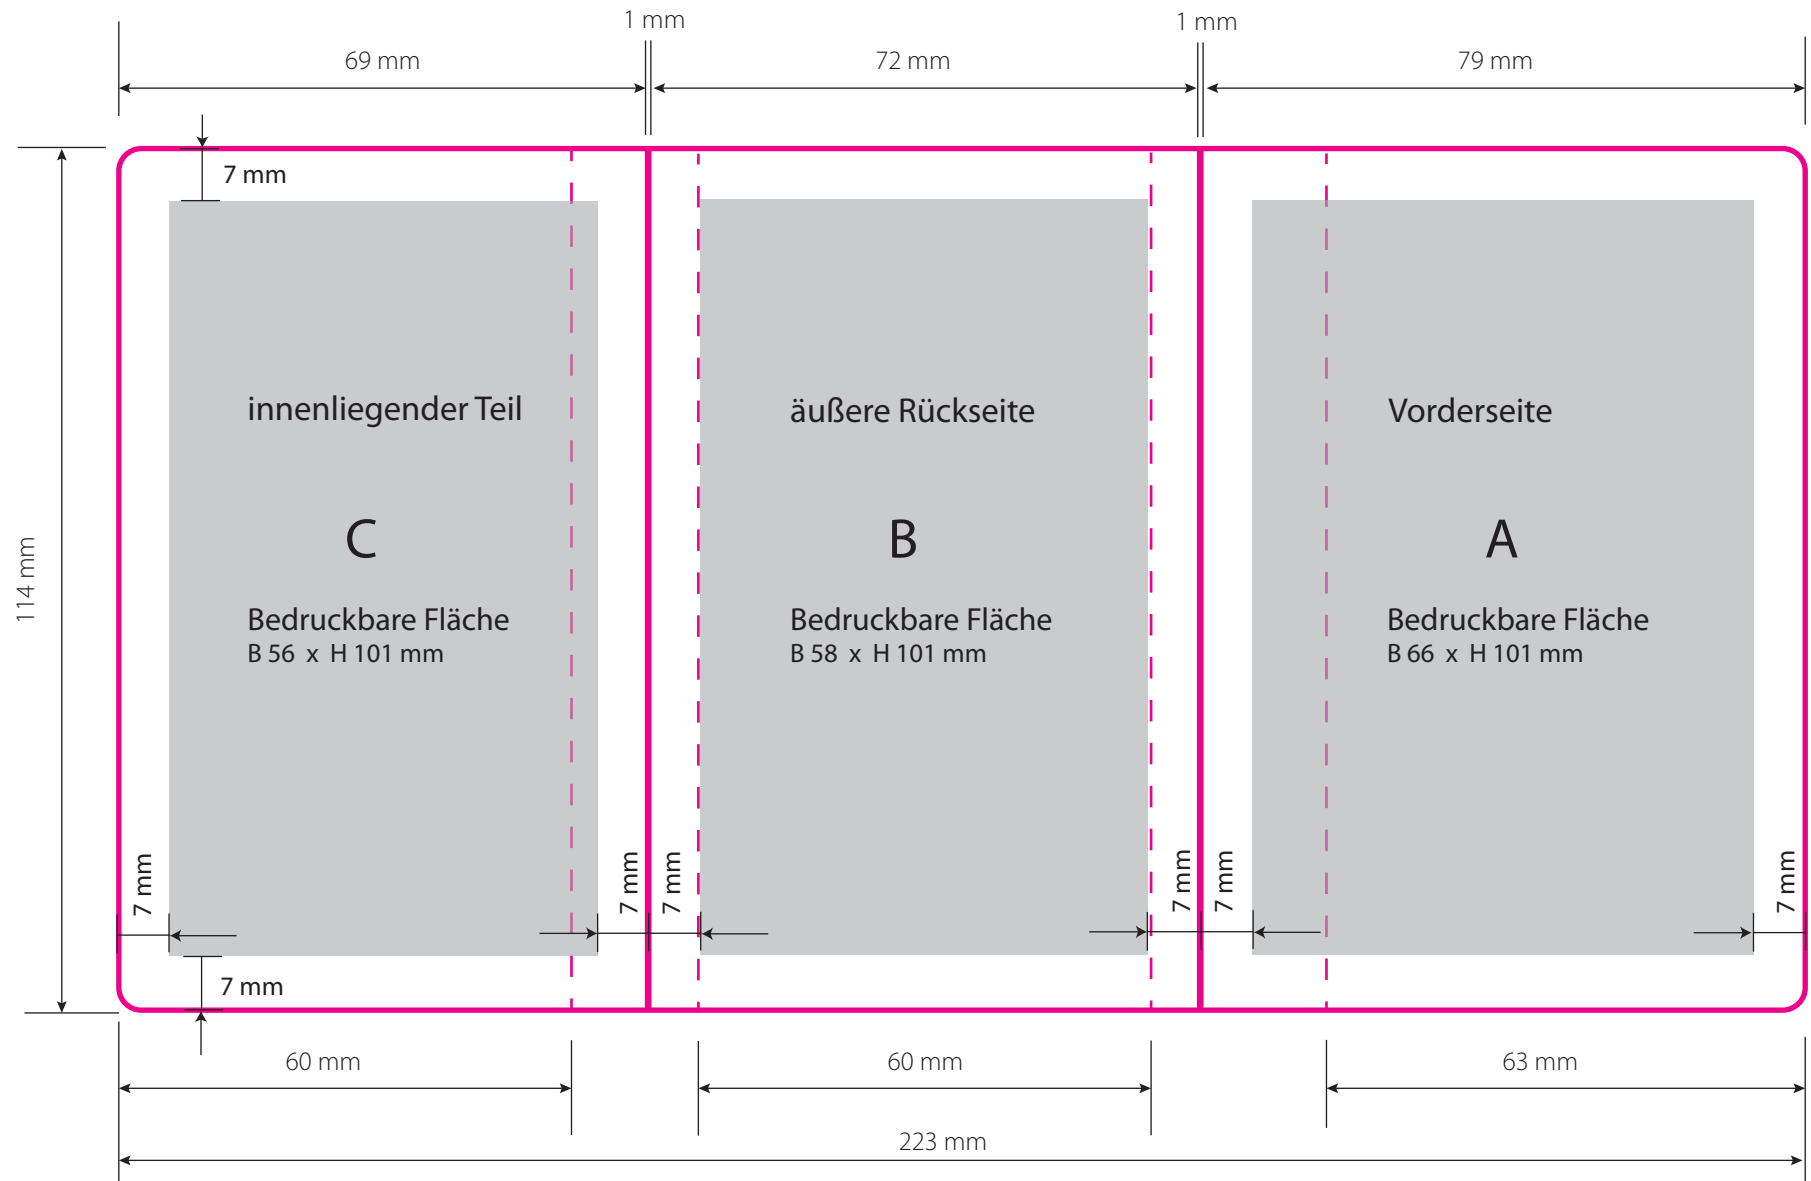 1 mm
1 mm
69 mm
72 mm
79 mm
7 mm
114 mm
innenliegender Teil
C
Bedruckbare Fläche
B 56 x H 101 mm
äußere Rückseite
B
Bedruckbare Fläche
B 58 x H 101 mm
Vorderseite
A
Bedruckbare Fläche
B 66 x H 101 mm
7 mm
7 mm
7 mm
7 mm
7 mm
7 mm
7 mm
60 mm
60 mm
63 mm
223 mm